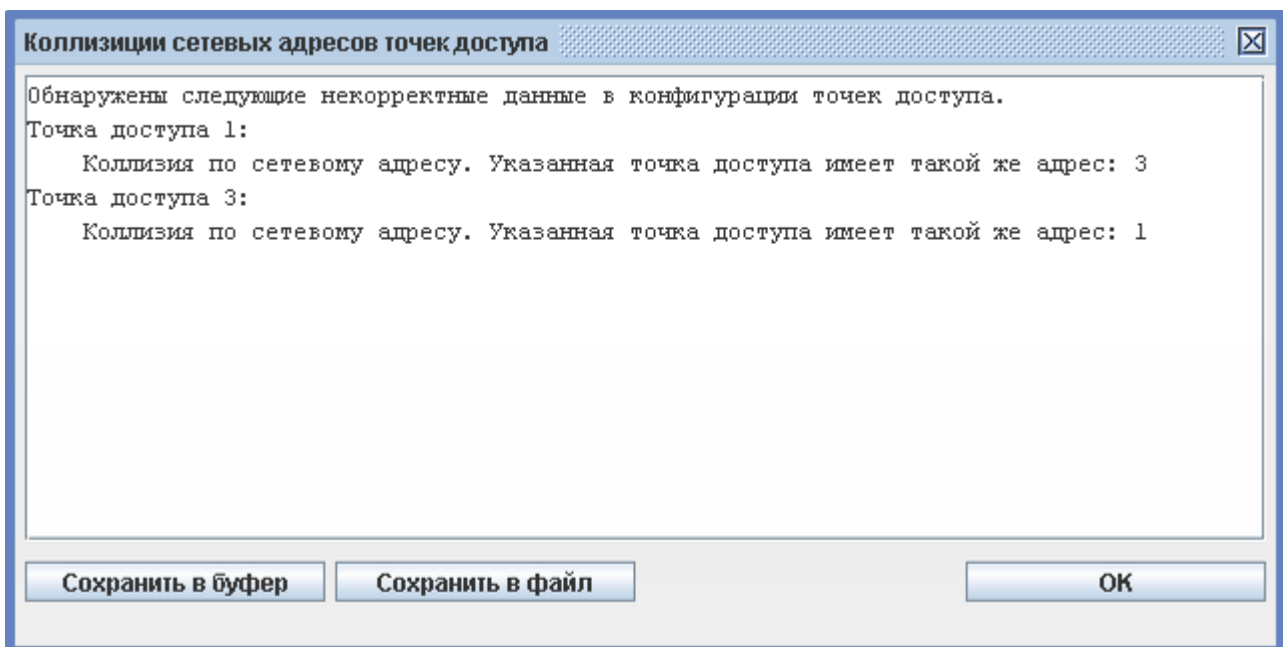 Коллизиции сетевых адресов точек доступа
Обнаружены следующие некорректные данные в конфигурации точек доступа.
Точка доступа 1:
Коллизия по сетевому адресу. Указанная точка доступа имеет такой же адрес: 3
Точка доступа 3:
Коллизия по сетевому адресу. Указанная точка доступа имеет такой же адрес: 1
Сохранить в буфер Сохранить в файл OK